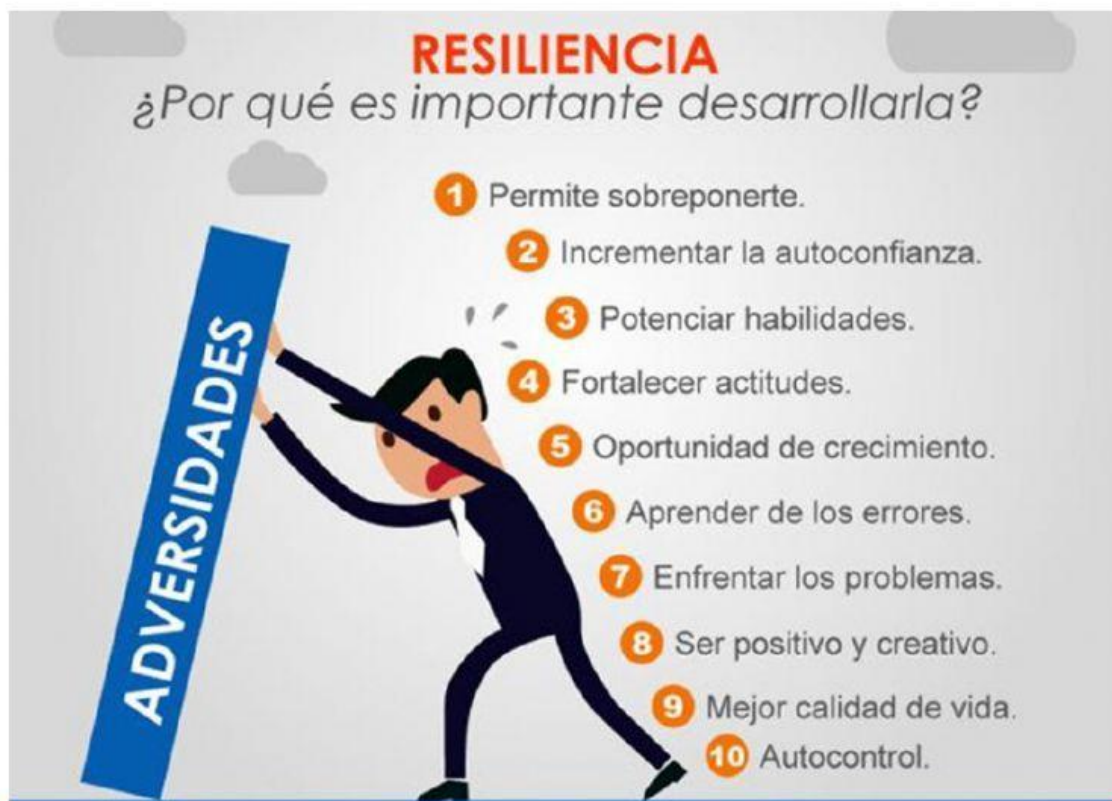 RESILIENCIA
¿Por qué es importante desarrollarla?
1 Permite sobreponerte.
2 Incrementar la autoconfianza.
3 Potenciar habilidades.
4 Fortalecer actitudes.
5 Oportunidad de crecimiento.
6 Aprender de los errores.
7 Enfrentar los problemas.
8 Ser positivo y creativo.
9 Mejor calidad de vida.
10 Autocontrol.
ADVERSIDADES